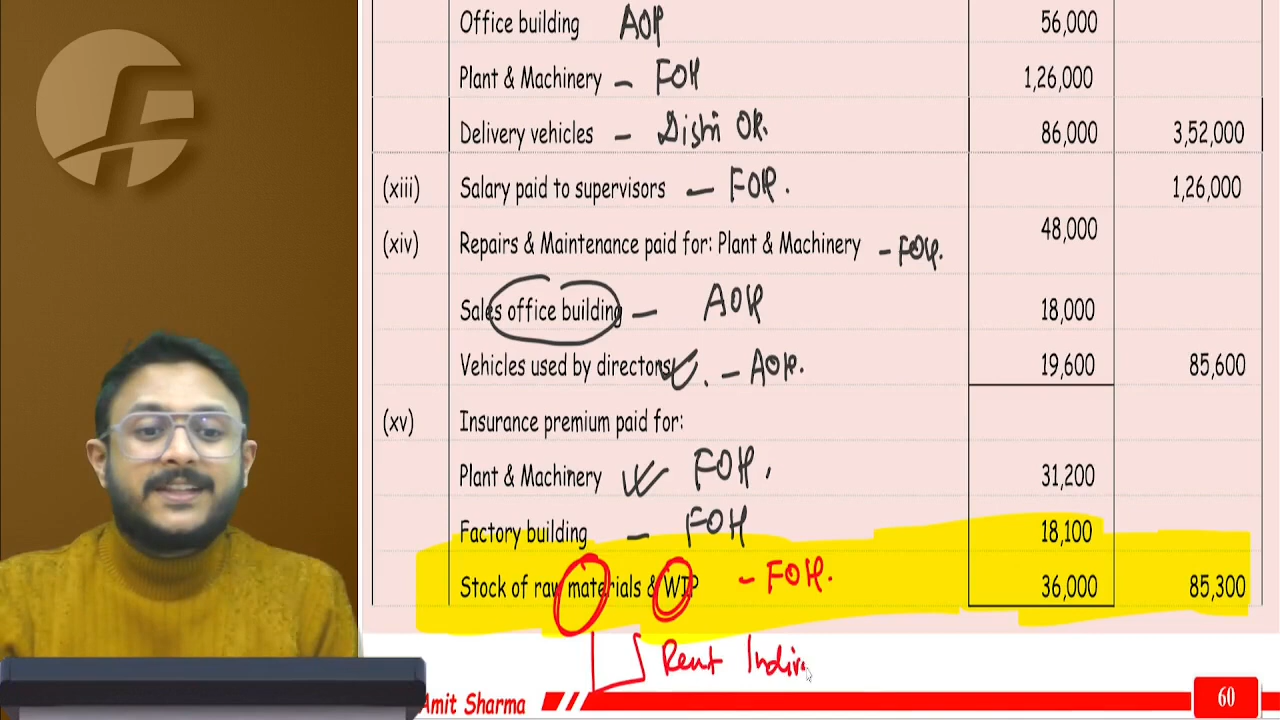 Office building AOH 56,000
Plant & Machinery – FOH 1,26,000
Delivery vehicles – Distri OH. 86,000 3,52,000
(xiii) Salary paid to supervisors – FOH. 1,26,000
(xiv) Repairs & Maintenance paid for: Plant & Machinery – FOH. 48,000
Sales office building – AOH 18,000
Vehicles used by directors – AOH. 19,600 85,600
(xv) Insurance premium paid for:
Plant & Machinery FOH. 31,200
Factory building – FOH 18,100
Stock of raw materials & WIP – FOH. 36,000 85,300
Rent Indir
Amit Sharma 60